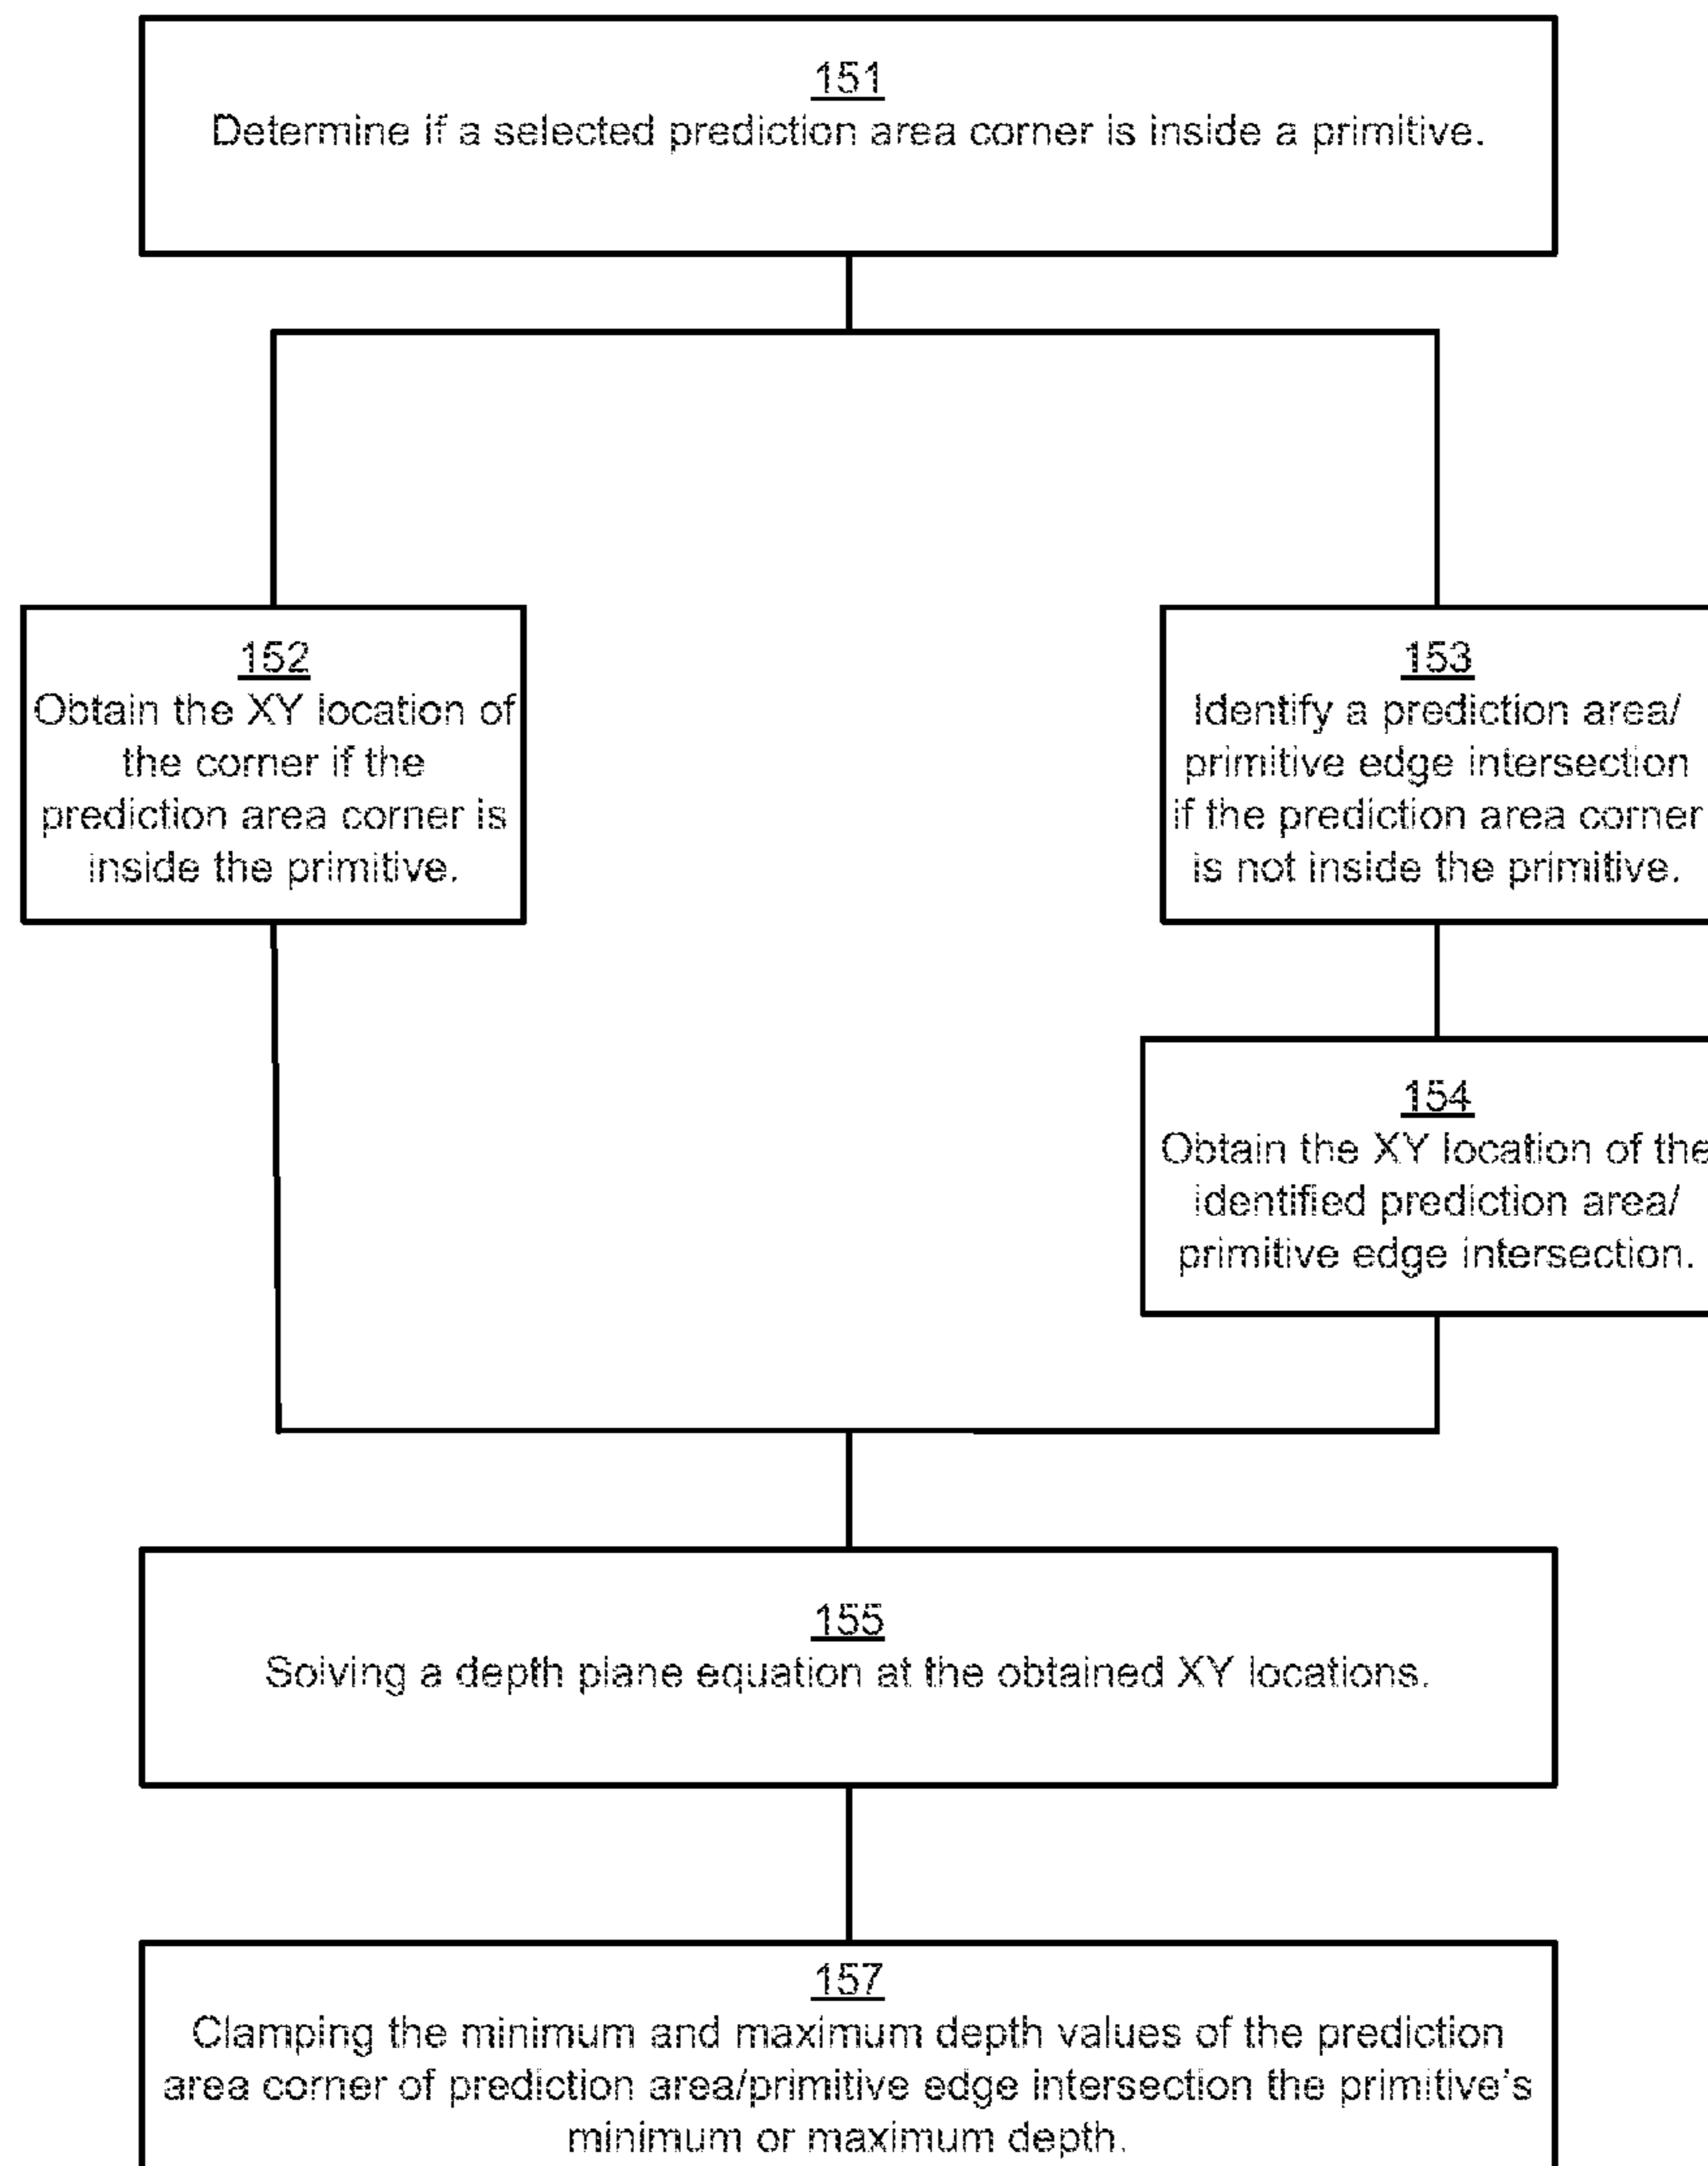 151
Determine if a selected prediction area corner is inside a primitive.
152
Obtain the XY location of
the corner if the
prediction area corner is
inside the primitive.
153
Identify a prediction area/
primitive edge intersection
if the prediction area corner
is not inside the primitive.
154
Obtain the XY location of the
identified prediction area/
primitive edge intersection.
155
Solving a depth plane equation at the obtained XY locations.
157
Clamping the minimum and maximum depth values of the prediction
area corner of prediction area/primitive edge intersection the primitive's
minimum or maximum depth.